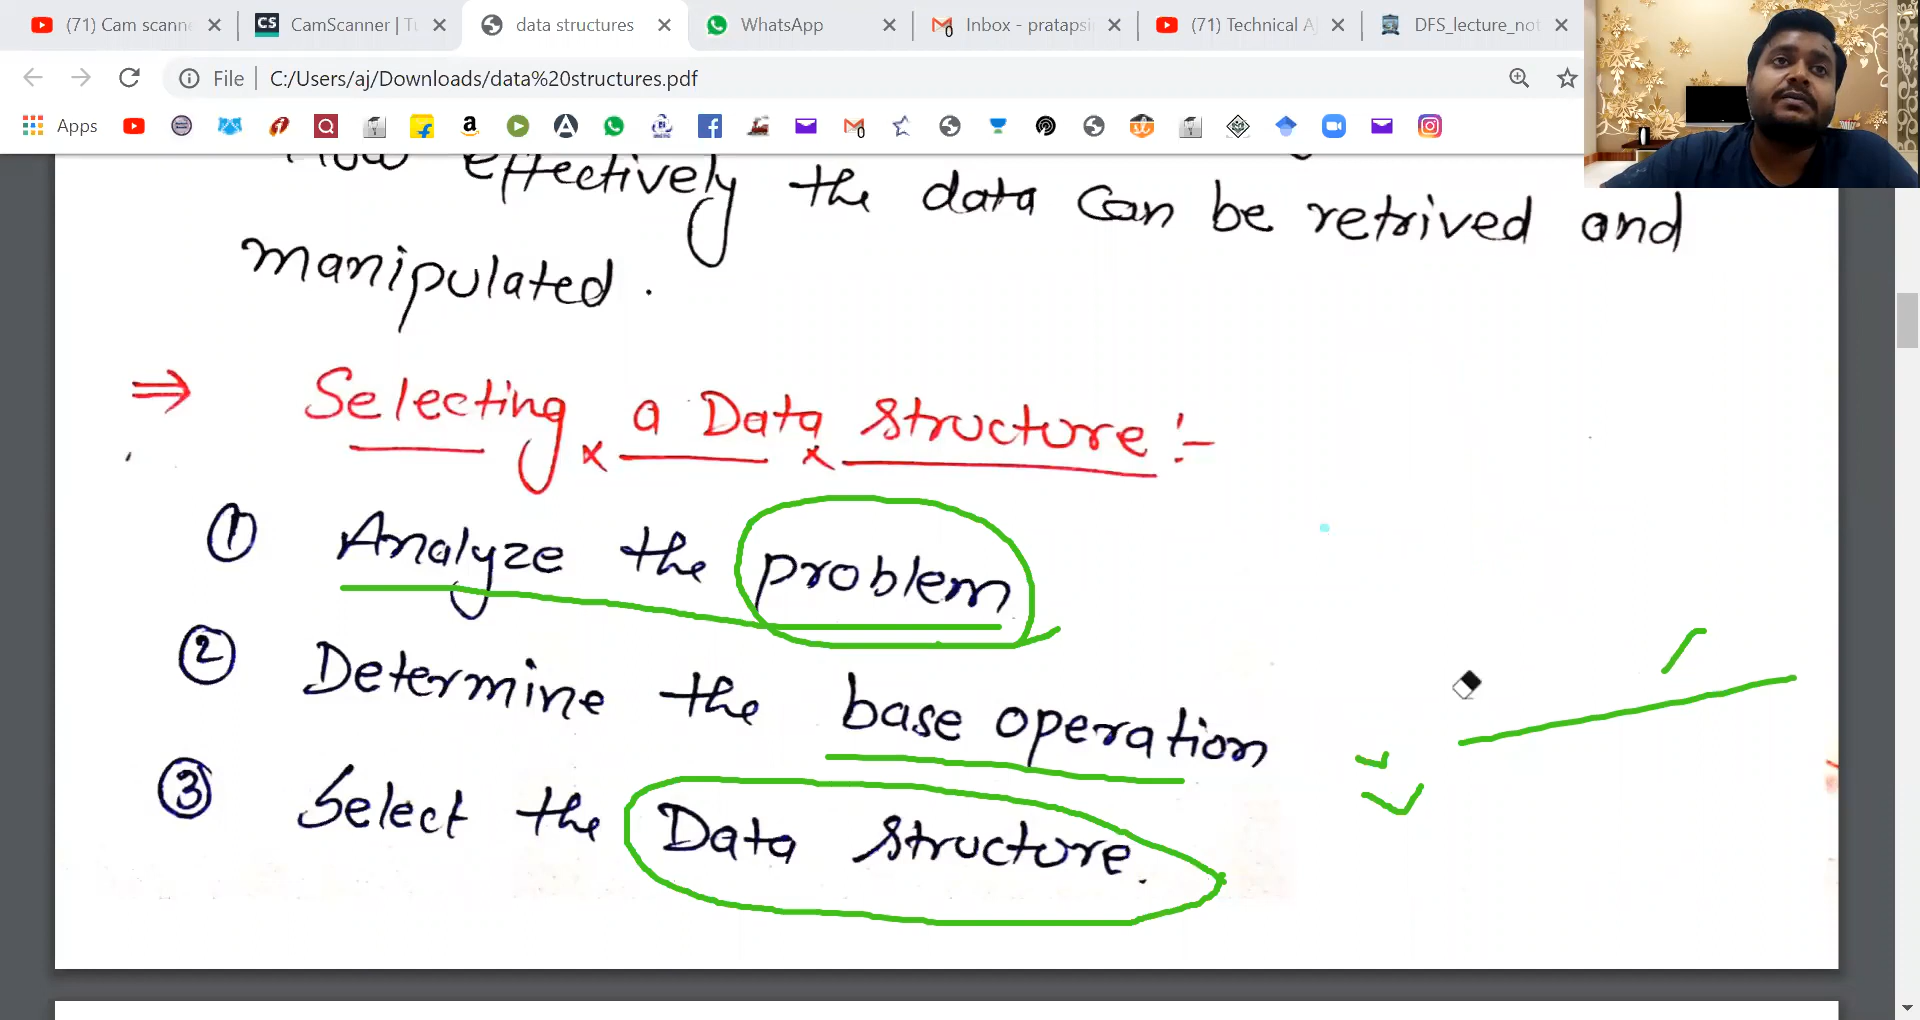 (71) Cam scanne
CamScanner | Tu
data structures
WhatsApp
Inbox - pratapsi
(71) Technical A
DFS_lecture_not
File | C:/Users/aj/Downloads/data%20structures.pdf
Apps
How effectively the data can be retrived and
manipulated.
⇒ Selecting a Data structure :-
① Analyze the problem
② Determine the base operation
③ Select the Data structure.